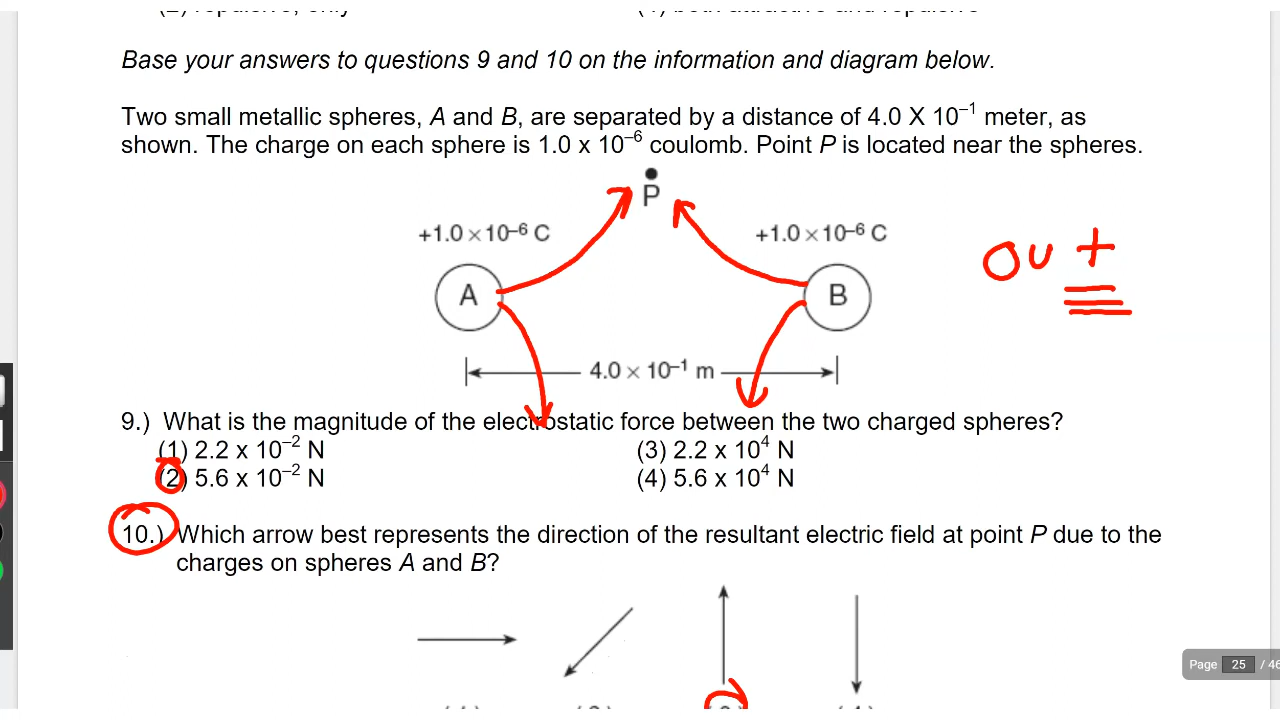 Base your answers to questions 9 and 10 on the information and diagram below.
Two small metallic spheres, A and B, are separated by a distance of 4.0 X 10⁻¹ meter, as
shown. The charge on each sphere is 1.0 x 10⁻⁶ coulomb. Point P is located near the spheres.
P
+1.0 × 10⁻⁶ C
+1.0 × 10⁻⁶ C
A
B
4.0 × 10⁻¹ m
9.) What is the magnitude of the electrostatic force between the two charged spheres?
(1) 2.2 x 10⁻² N
(3) 2.2 x 10⁴ N
(2) 5.6 x 10⁻² N
(4) 5.6 x 10⁴ N
10.) Which arrow best represents the direction of the resultant electric field at point P due to the
charges on spheres A and B?
Page 25 / 46